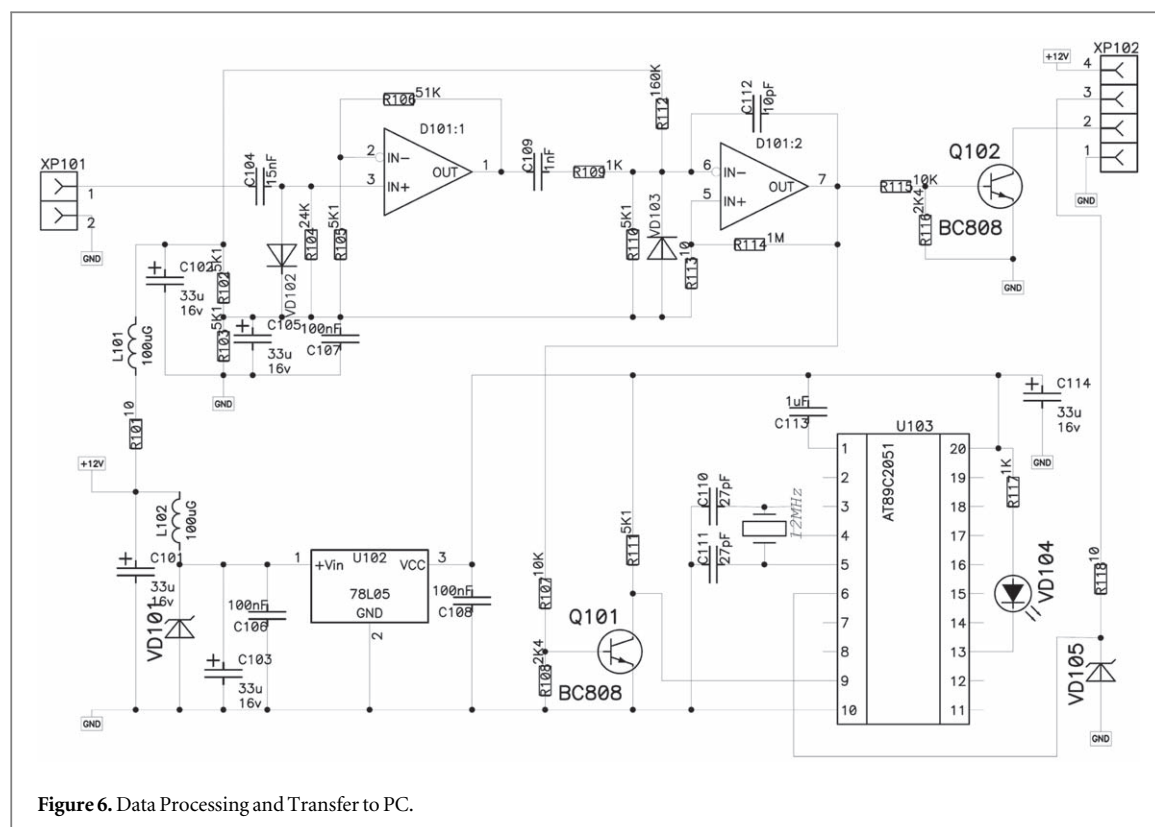 XP101
1
2
GND
C104
15nF
R106
51K
D101:1
2
IN-
3
IN+
OUT
1
24K
R104
5K1
R105
VD102
C109
1nF
R109
1K
160K
R112
5K1
R110
VD103
C112
10pF
D101:2
6
IN-
5
IN+
OUT
7
10
R113
R114
1M
R115
10K
2K4
R116
Q102
BC808
GND
+12V
XP102
4
3
2
1
GND
C102
33u
16v
5K1
R102
5K1
R103
C105
33u
16v
100nF
C107
GND
L101
100uG
10
R101
+12V
L102
100uG
C101
33u
16v
VD101
100nF
C106
C103
33u
16v
GND
1
+Vin
U102
VCC
3
78L05
GND
2
100nF
C108
10K
R107
2K4
R108
Q101
BC808
5K1
R111
C110
27pF
C111
27pF
12MHz
1uF
C113
U103
AT89C2051
1
2
3
4
5
6
7
8
9
10
20
19
18
17
16
15
14
13
12
11
C114
33u
16v
GND
1K
R117
VD104
10
R118
VD105
GND
Figure 6. Data Processing and Transfer to PC.